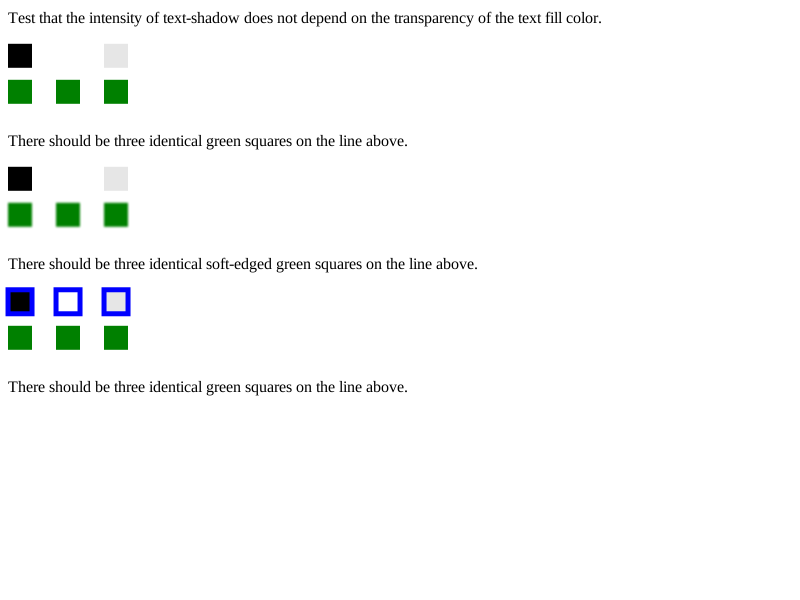 Test that the intensity of text-shadow does not depend on the transparency of the text fill color.
There should be three identical green squares on the line above.
There should be three identical soft-edged green squares on the line above.
There should be three identical green squares on the line above.